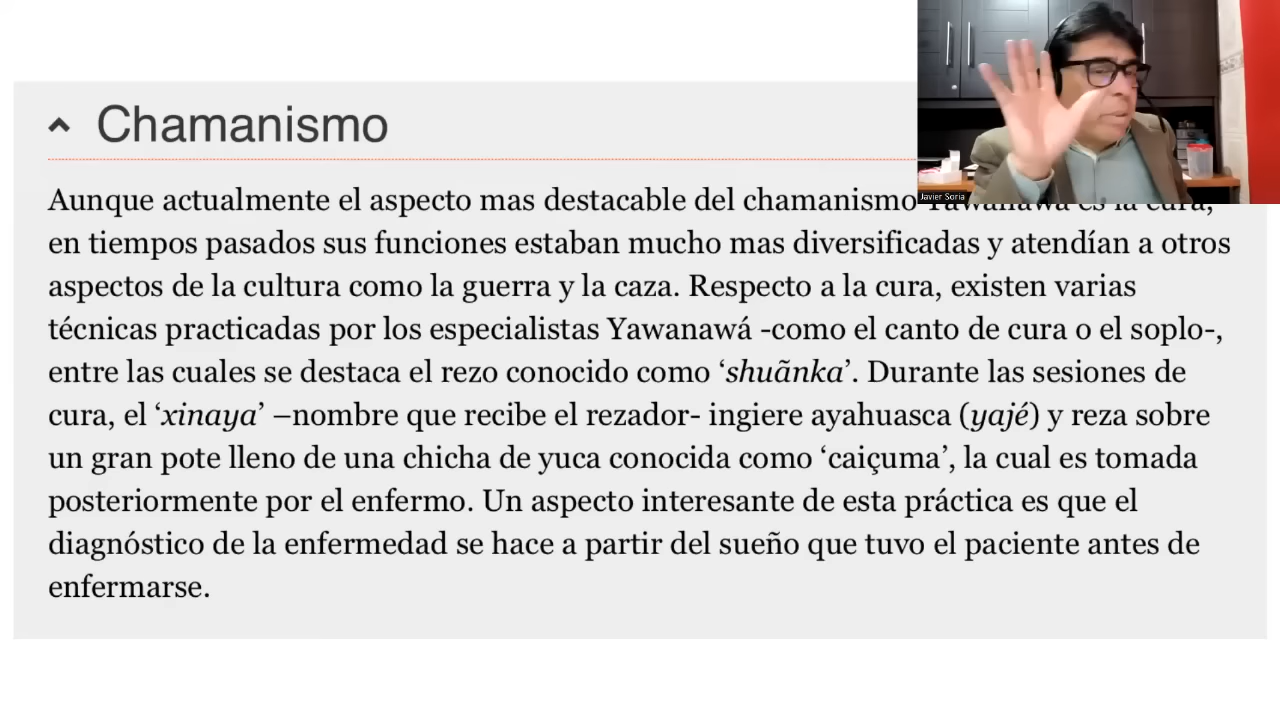 Chamanismo
Aunque actualmente el aspecto mas destacable del chamanismo Yawanawá es la cura,
en tiempos pasados sus funciones estaban mucho mas diversificadas y atendían a otros
aspectos de la cultura como la guerra y la caza. Respecto a la cura, existen varias
técnicas practicadas por los especialistas Yawanawá -como el canto de cura o el soplo-,
entre las cuales se destaca el rezo conocido como ‘shuãnka’. Durante las sesiones de
cura, el ‘xinaya’ –nombre que recibe el rezador- ingiere ayahuasca (yajé) y reza sobre
un gran pote lleno de una chicha de yuca conocida como ‘caiçuma’, la cual es tomada
posteriormente por el enfermo. Un aspecto interesante de esta práctica es que el
diagnóstico de la enfermedad se hace a partir del sueño que tuvo el paciente antes de
enfermarse.
Javier Soria